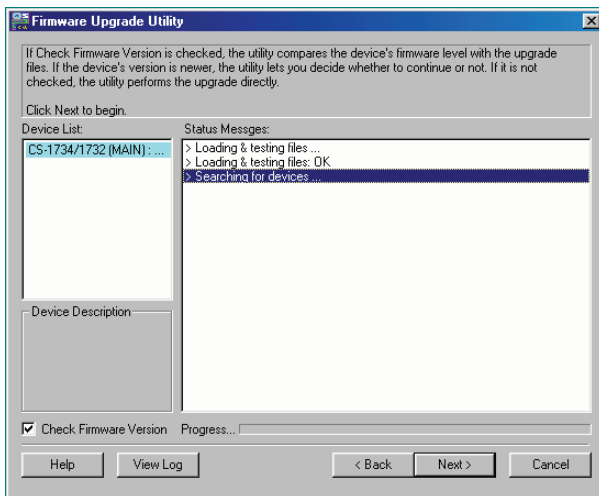 Firmware Upgrade Utility
If Check Firmware Version is checked, the utility compares the device's firmware level with the upgrade
files. If the device's version is newer, the utility lets you decide whether to continue or not. If it is not
checked, the utility performs the upgrade directly.
Click Next to begin.
Device List:
Status Messges:
CS-1734/1732 (MAIN) : ...
> Loading & testing files ...
> Loading & testing files: OK
> Searching for devices ...
Device Description
Check Firmware Version
Progress...
Help
View Log
< Back
Next >
Cancel